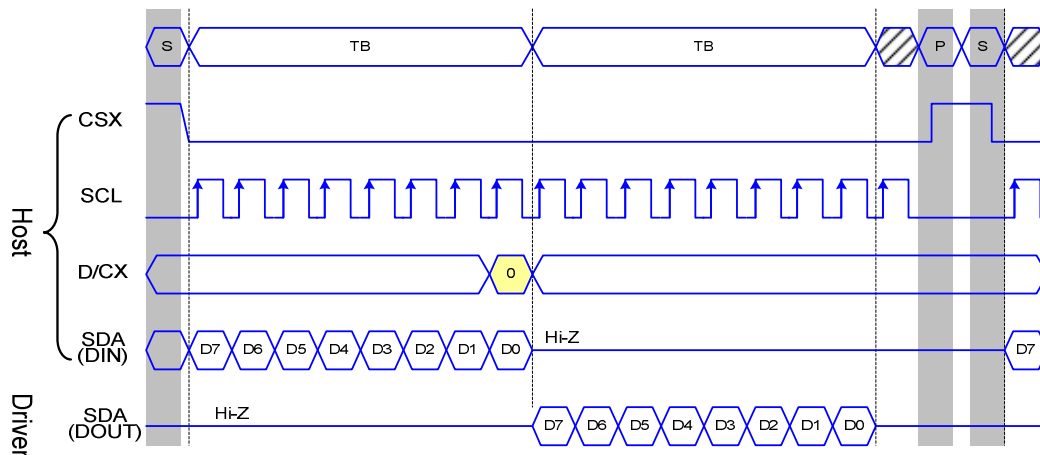 S TB TB P S
CSX
SCL
D/CX 0
Host
SDA
(DIN) D7 D6 D5 D4 D3 D2 D1 D0 Hi-Z D7
Driver
SDA
(DOUT) Hi-Z D7 D6 D5 D4 D3 D2 D1 D0